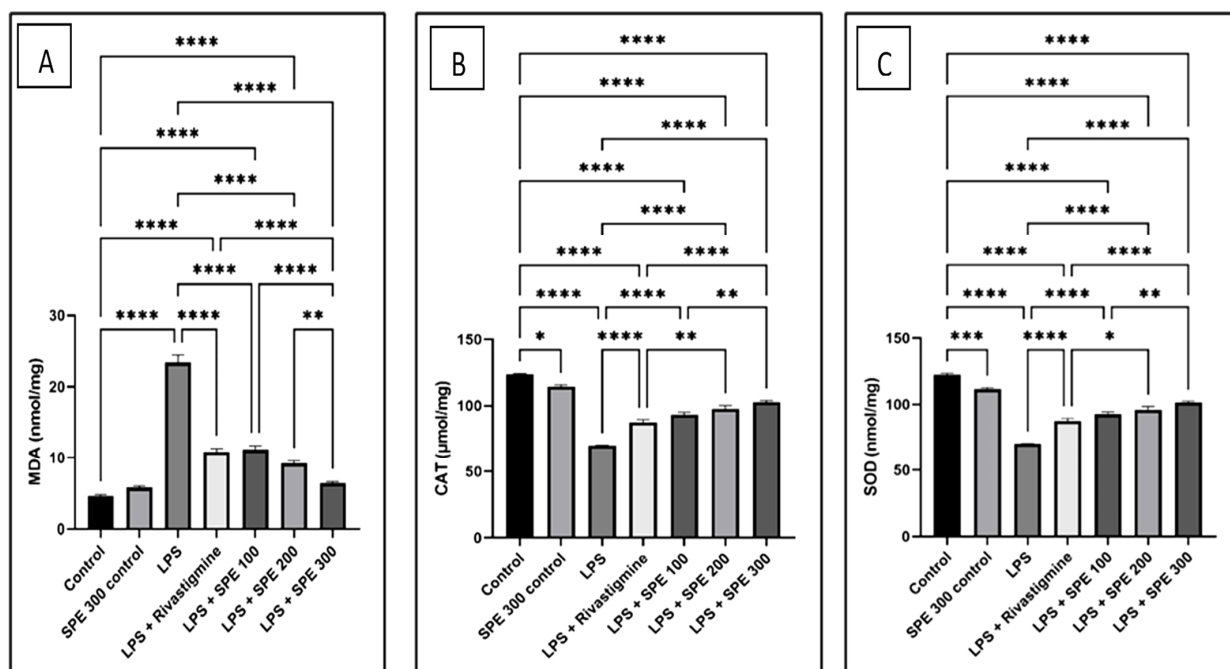 A
****
****
****
****
**** ****
**** ****
**** **** **
MDA (nmol/mg)
30
20
10
0
Control
SPE 300 control
LPS
LPS + Rivastigmine
LPS + SPE 100
LPS + SPE 200
LPS + SPE 300
B
****
****
****
****
****
**** ****
**** **** **
* **** **
CAT (µmol/mg)
150
100
50
0
Control
SPE 300 control
LPS
LPS + Rivastigmine
LPS + SPE 100
LPS + SPE 200
LPS + SPE 300
C
****
****
****
****
****
**** ****
**** **** **
*** **** *
SOD (nmol/mg)
150
100
50
0
Control
SPE 300 control
LPS
LPS + Rivastigmine
LPS + SPE 100
LPS + SPE 200
LPS + SPE 300